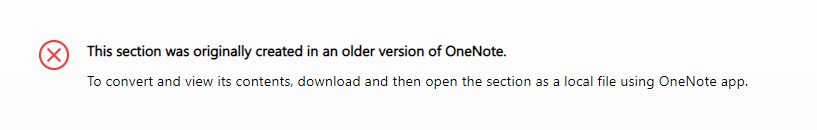 This section was originally created in an older version of OneNote.
To convert and view its contents, download and then open the section as a local file using OneNote app.